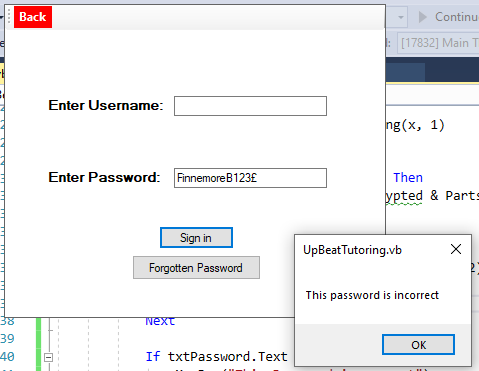 Back
Continu
[17832] Main T
Enter Username:
ng(x, 1)
Enter Password:
FinnemoreB123£
Then
ypted & Parts
Sign in
UpBeatTutoring.vb
Forgotten Password
2)
This password is incorrect
OK
38
Next
39
40
If txtPassword.Text
41